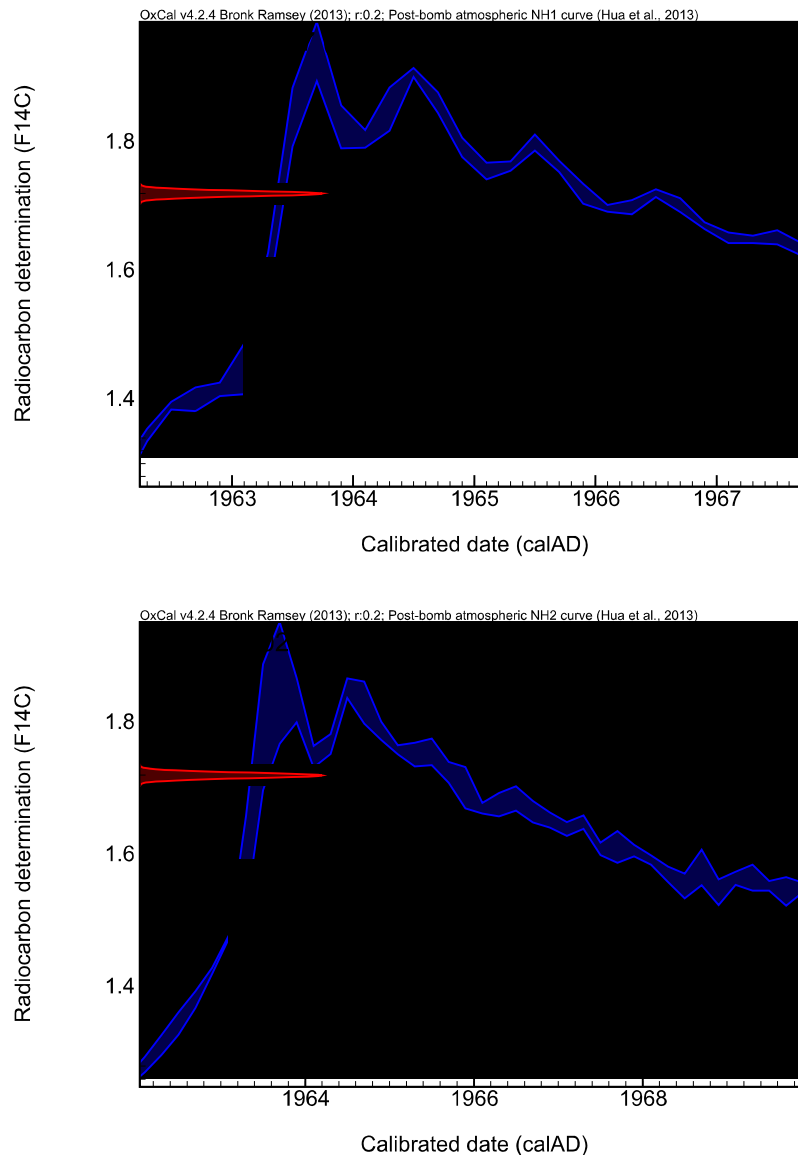 OxCal v4.2.4 Bronk Ramsey (2013); r:0.2; Post-bomb atmospheric NH1 curve (Hua et al., 2013)
Radiocarbon determination (F14C)
1.8
1.6
1.4
1963 1964 1965 1966 1967
Calibrated date (calAD)
OxCal v4.2.4 Bronk Ramsey (2013); r:0.2; Post-bomb atmospheric NH2 curve (Hua et al., 2013)
Radiocarbon determination (F14C)
1.8
1.6
1.4
1964 1966 1968
Calibrated date (calAD)